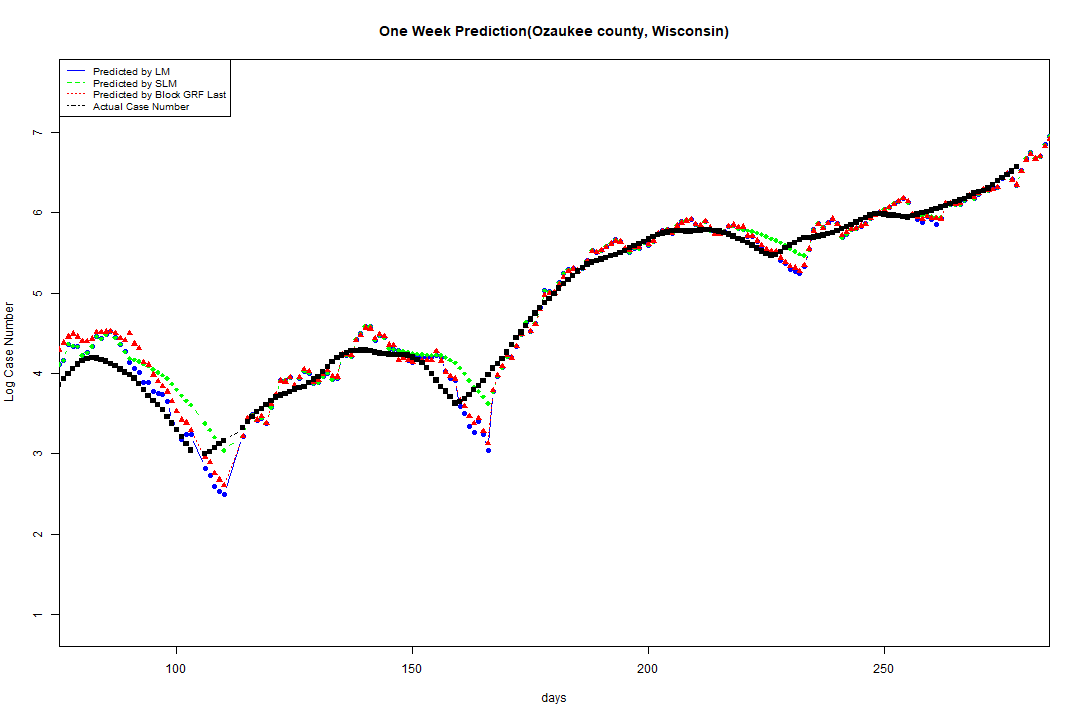 One Week Prediction(Ozaukee county, Wisconsin)
Predicted by LM
Predicted by SLM
Predicted by Block GRF Last
Actual Case Number
Log Case Number
7
6
5
4
3
2
1
100 150 200 250
days